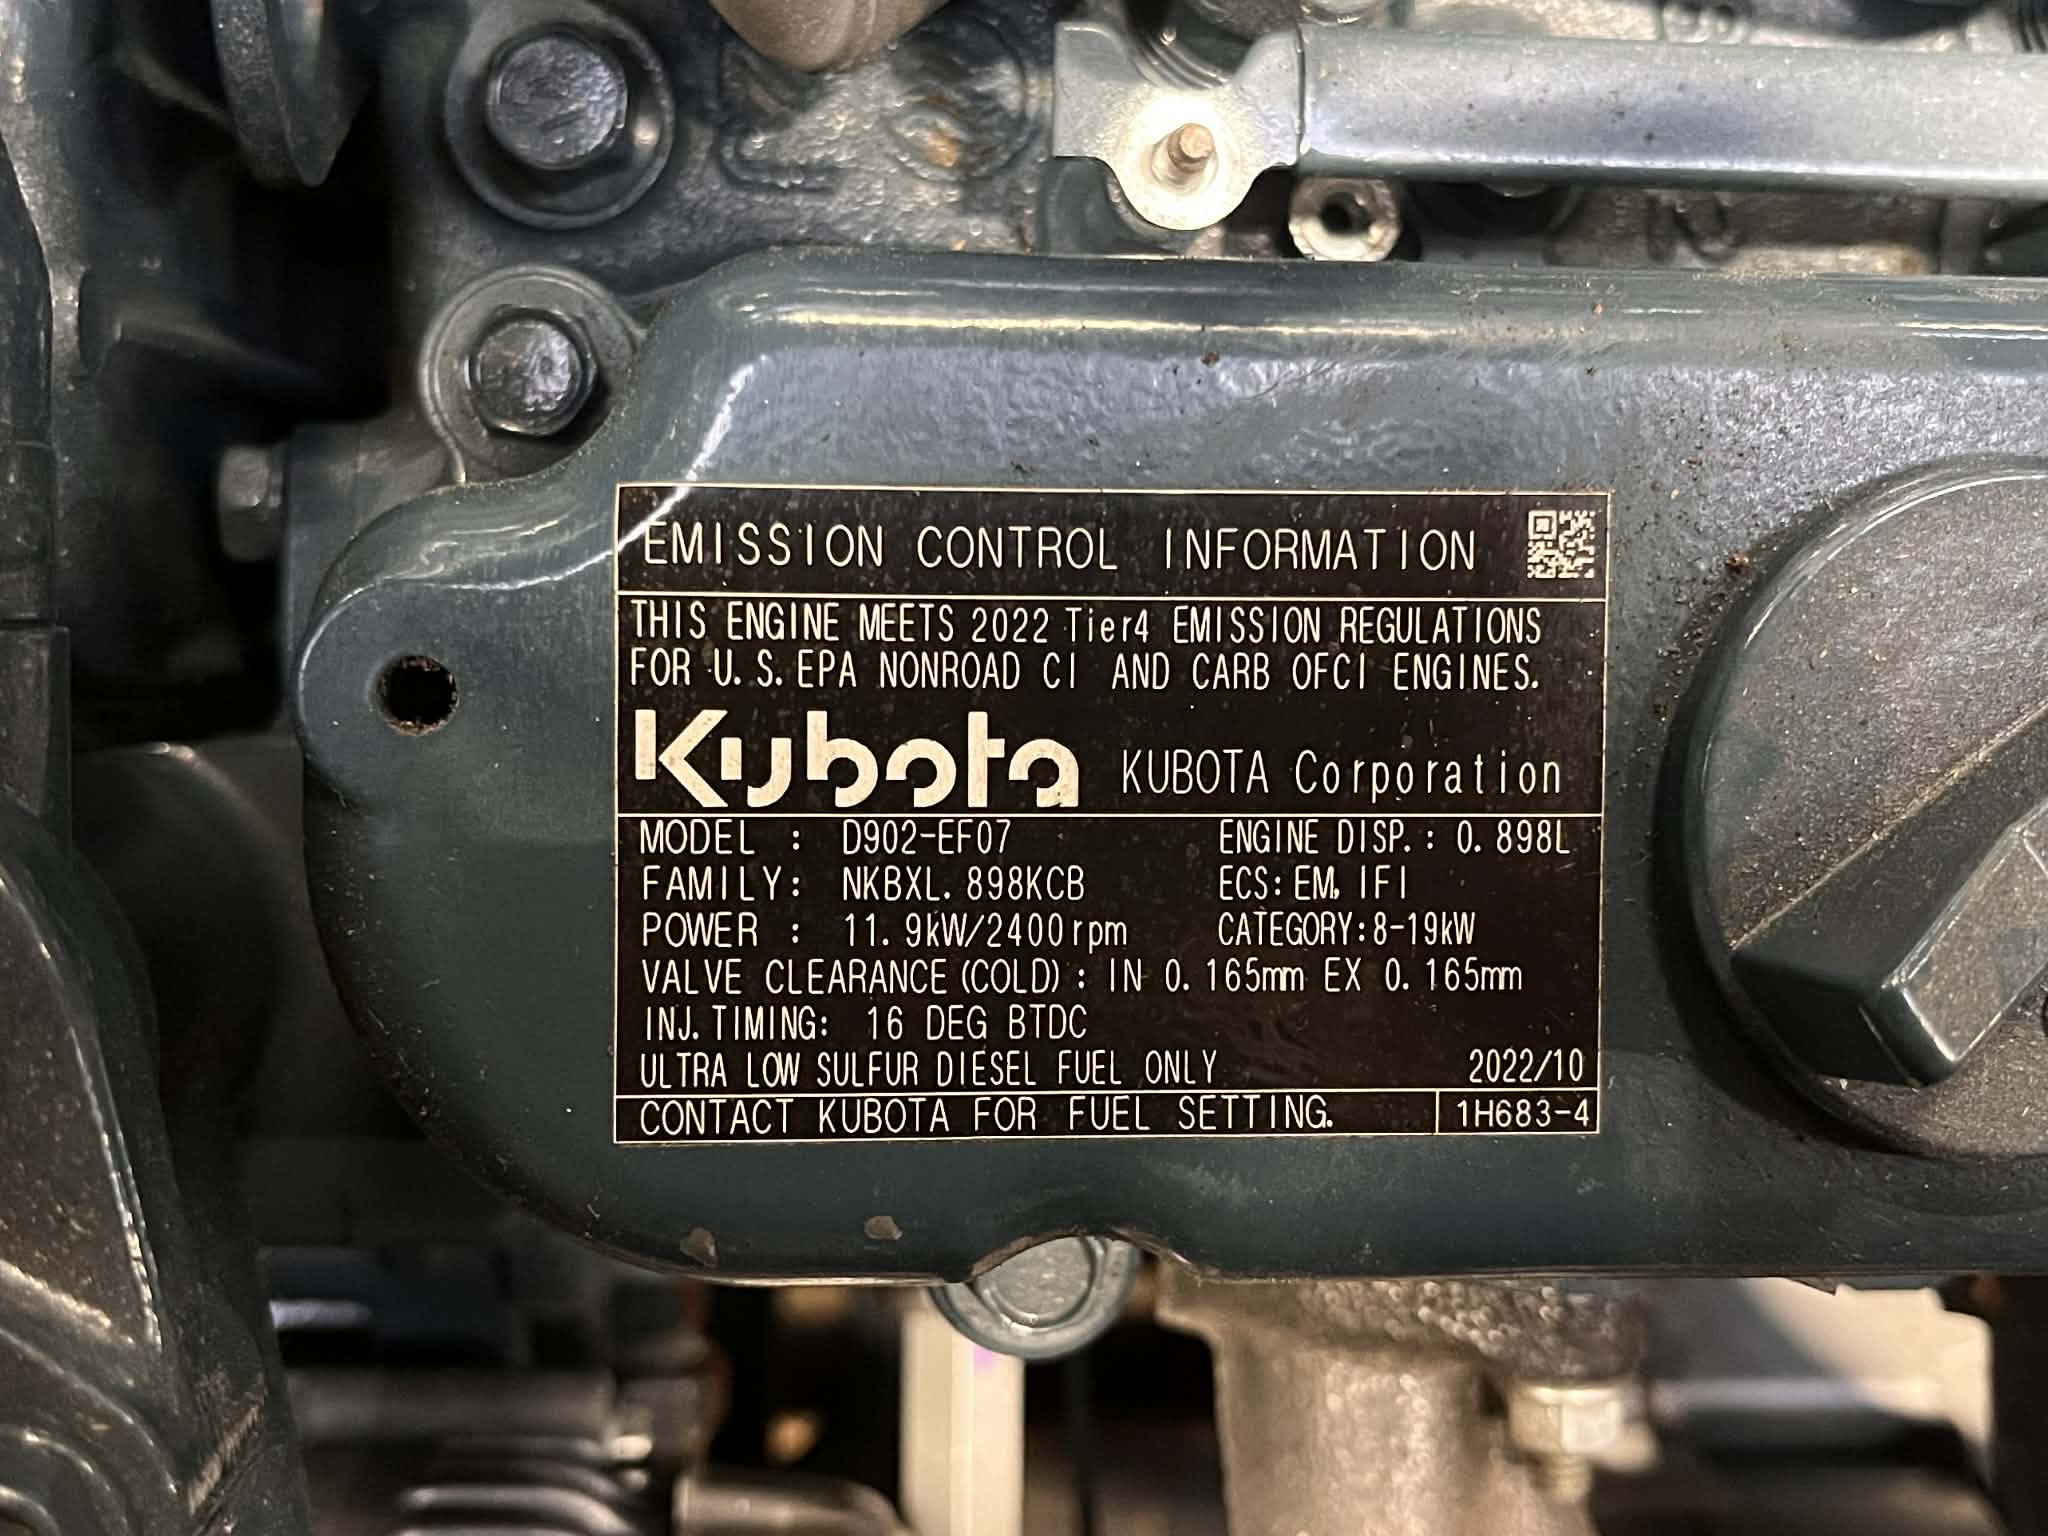 EMISSION CONTROL INFORMATION
THIS ENGINE MEETS 2022 Tier4 EMISSION REGULATIONS
FOR U.S.EPA NONROAD CI AND CARB OFCI ENGINES.
Kubota KUBOTA Corporation
MODEL : D902-EF07 ENGINE DISP.: 0.898L
FAMILY: NKBXL.898KCB ECS:EM,IFI
POWER : 11.9kW/2400rpm CATEGORY:8-19kW
VALVE CLEARANCE(COLD): IN 0.165mm EX 0.165mm
INJ.TIMING: 16 DEG BTDC
ULTRA LOW SULFUR DIESEL FUEL ONLY 2022/10
CONTACT KUBOTA FOR FUEL SETTING. 1H683-4